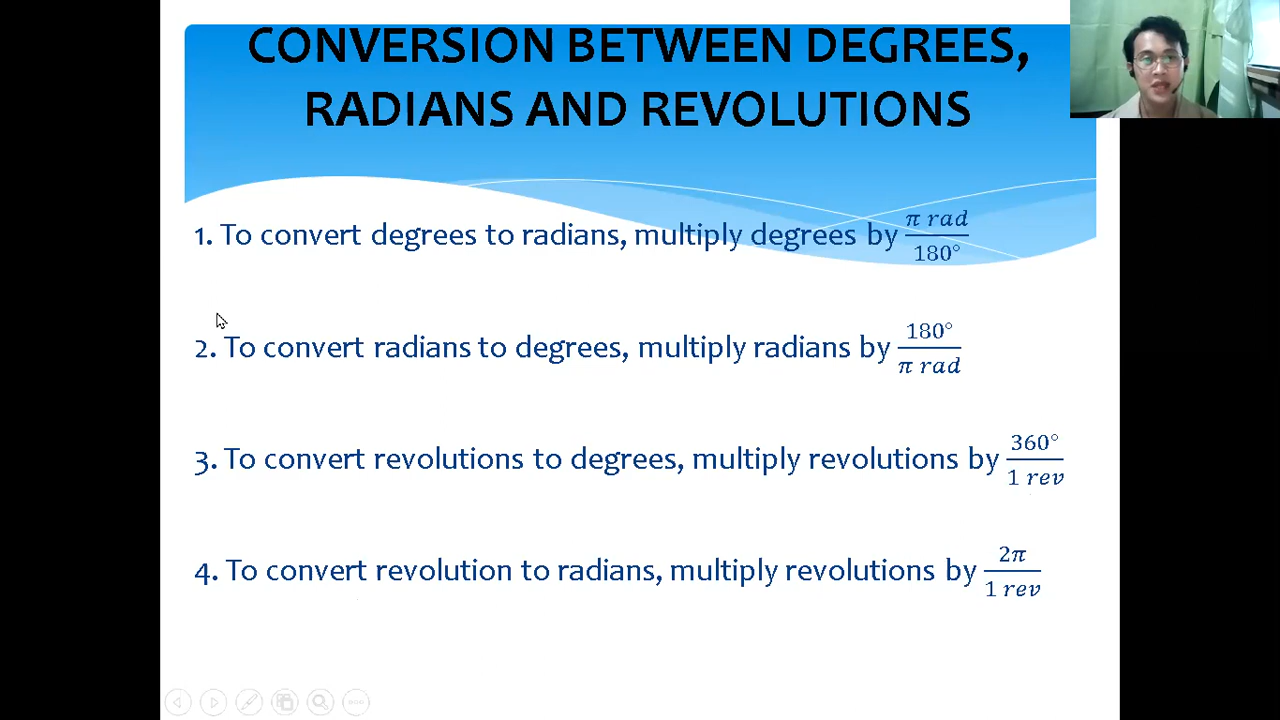 CONVERSION BETWEEN DEGREES,
RADIANS AND REVOLUTIONS
1. To convert degrees to radians, multiply degrees by π rad / 180°
2. To convert radians to degrees, multiply radians by 180° / π rad
3. To convert revolutions to degrees, multiply revolutions by 360° / 1 rev
4. To convert revolution to radians, multiply revolutions by 2π / 1 rev